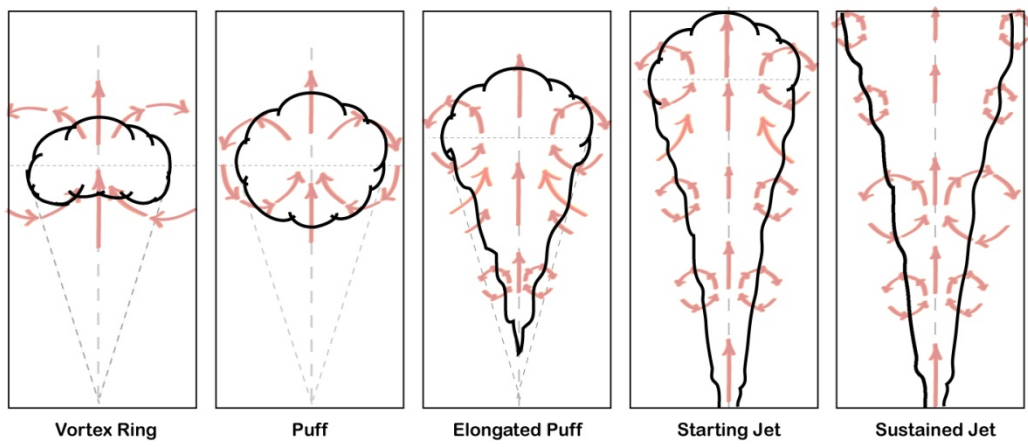 Vortex Ring
Puff
Elongated Puff
Starting Jet
Sustained Jet